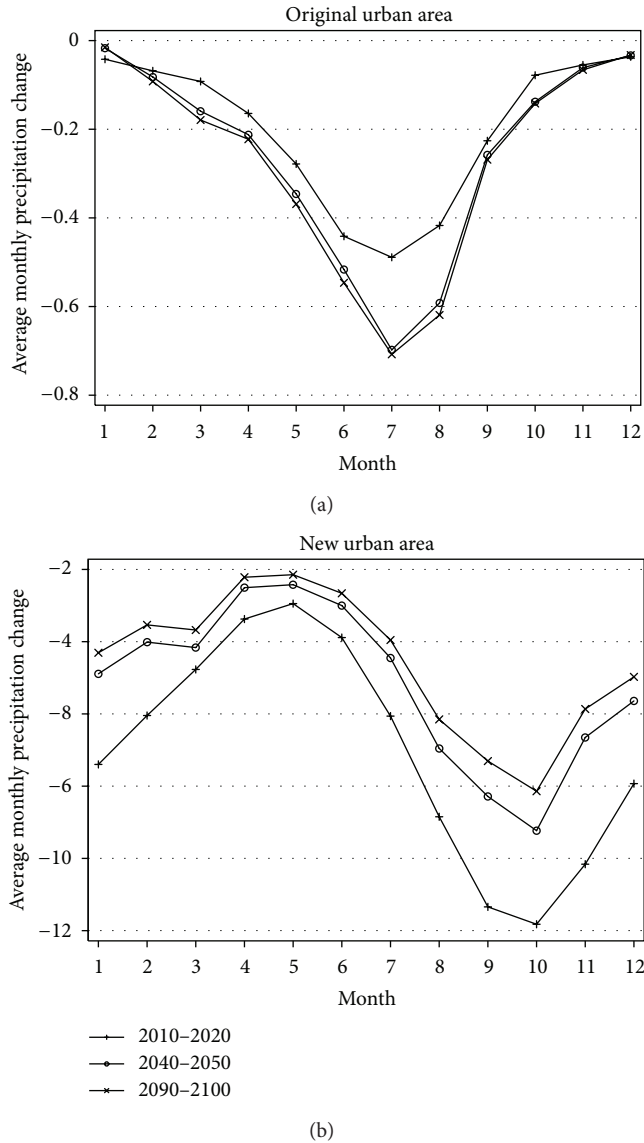 Original urban area
Average monthly precipitation change
0
−0.2
−0.4
−0.6
−0.8
1 2 3 4 5 6 7 8 9 10 11 12
Month
(a)
New urban area
Average monthly precipitation change
−2
−4
−8
−6
−10
−12
1 2 3 4 5 6 7 8 9 10 11 12
Month
2010–2020
2040–2050
2090–2100
(b)